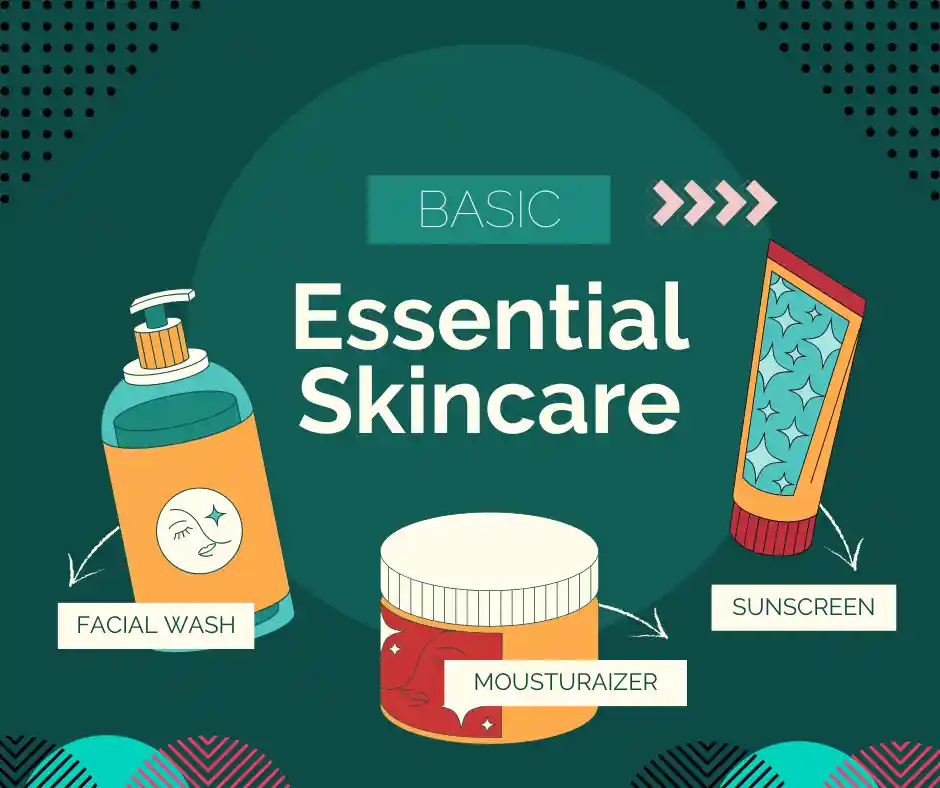 BASIC
Essential
Skincare
FACIAL WASH
SUNSCREEN
MOUSTURAIZER